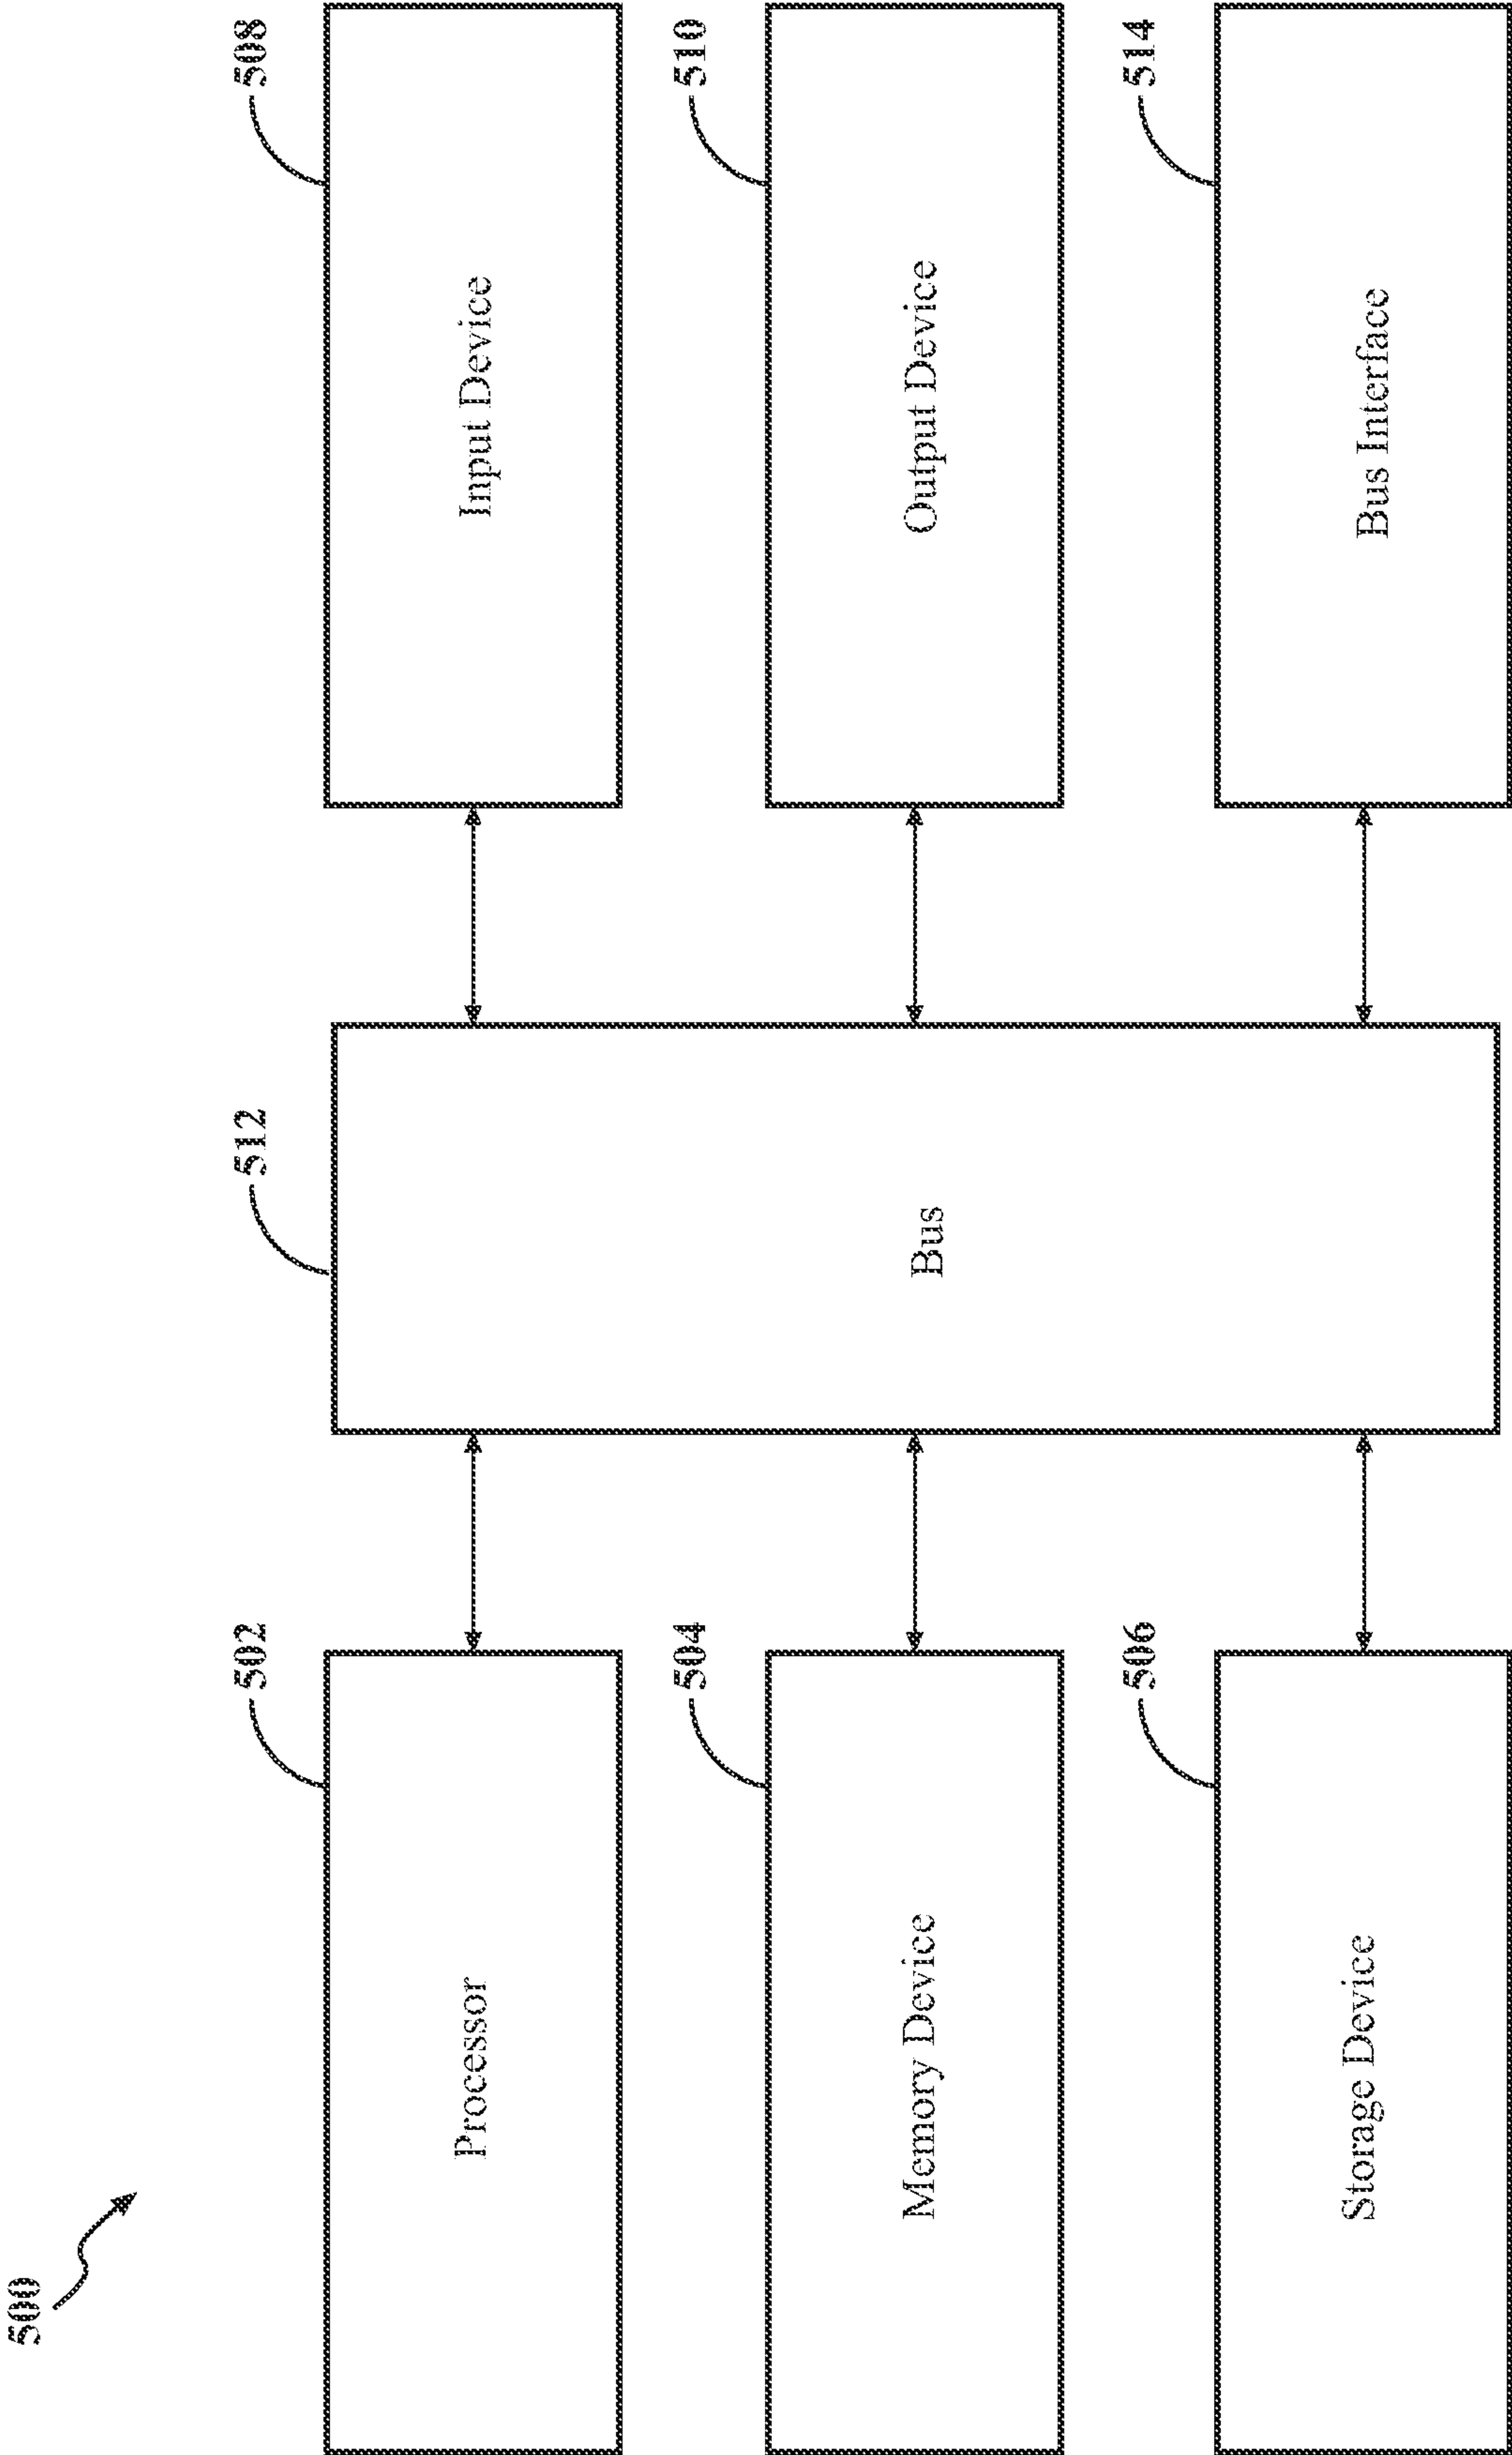 500
502
Processor
504
Memory Device
506
Storage Device
512
Bus
508
Input Device
510
Output Device
514
Bus Interface